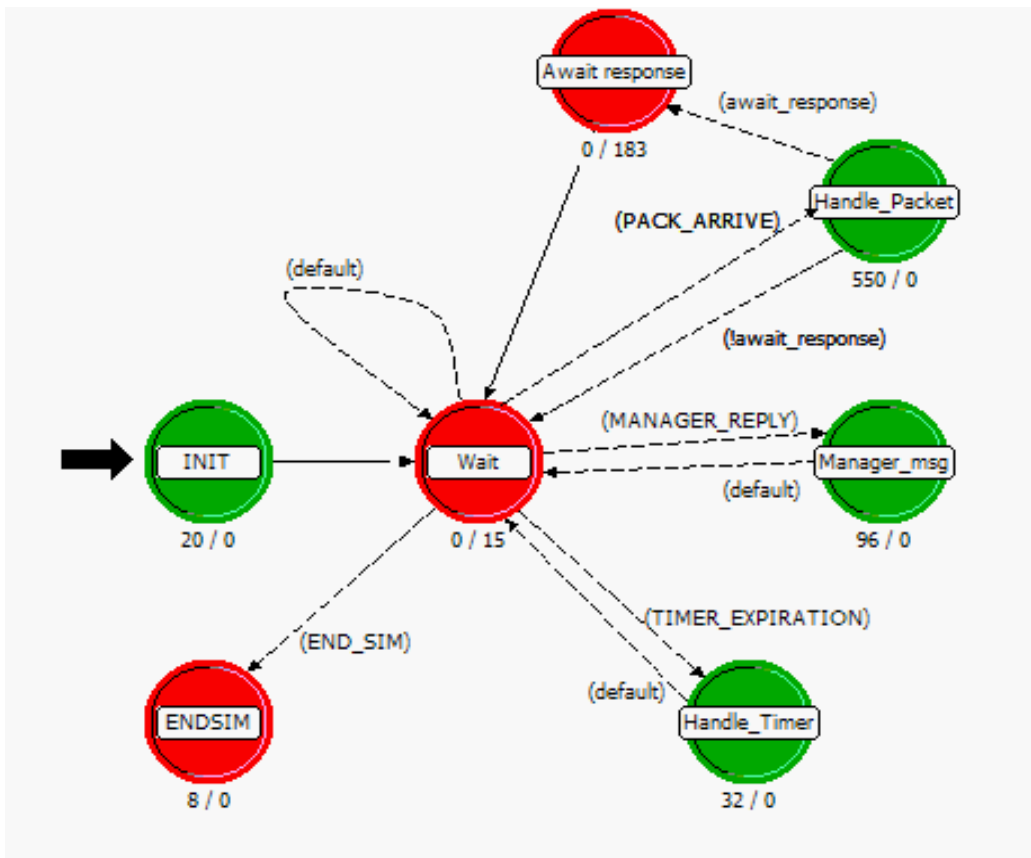 Await response
(await_response)
0 / 183
Handle_Packet
(PACK_ARRIVE)
(default)
550 / 0
(!await_response)
(MANAGER_REPLY)
INIT
Wait
Manager_msg
(default)
20 / 0
0 / 15
96 / 0
(TIMER_EXPIRATION)
(END_SIM)
(default)
ENDSIM
Handle_Timer
8 / 0
32 / 0